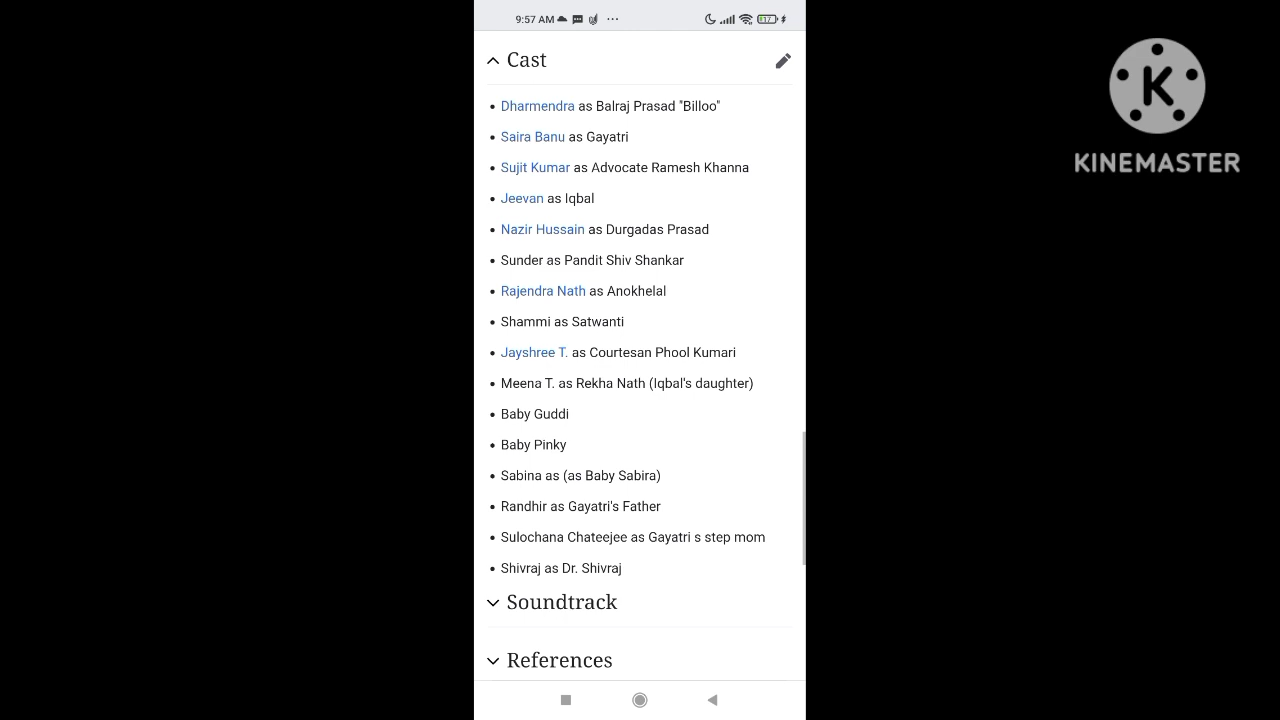 9:57 AM
17
Cast
Dharmendra as Balraj Prasad "Billoo"
Saira Banu as Gayatri
Sujit Kumar as Advocate Ramesh Khanna
Jeevan as Iqbal
Nazir Hussain as Durgadas Prasad
Sunder as Pandit Shiv Shankar
Rajendra Nath as Anokhelal
Shammi as Satwanti
Jayshree T. as Courtesan Phool Kumari
Meena T. as Rekha Nath (Iqbal's daughter)
Baby Guddi
Baby Pinky
Sabina as (as Baby Sabira)
Randhir as Gayatri's Father
Sulochana Chateejee as Gayatri s step mom
Shivraj as Dr. Shivraj
Soundtrack
References
K
KINEMASTER